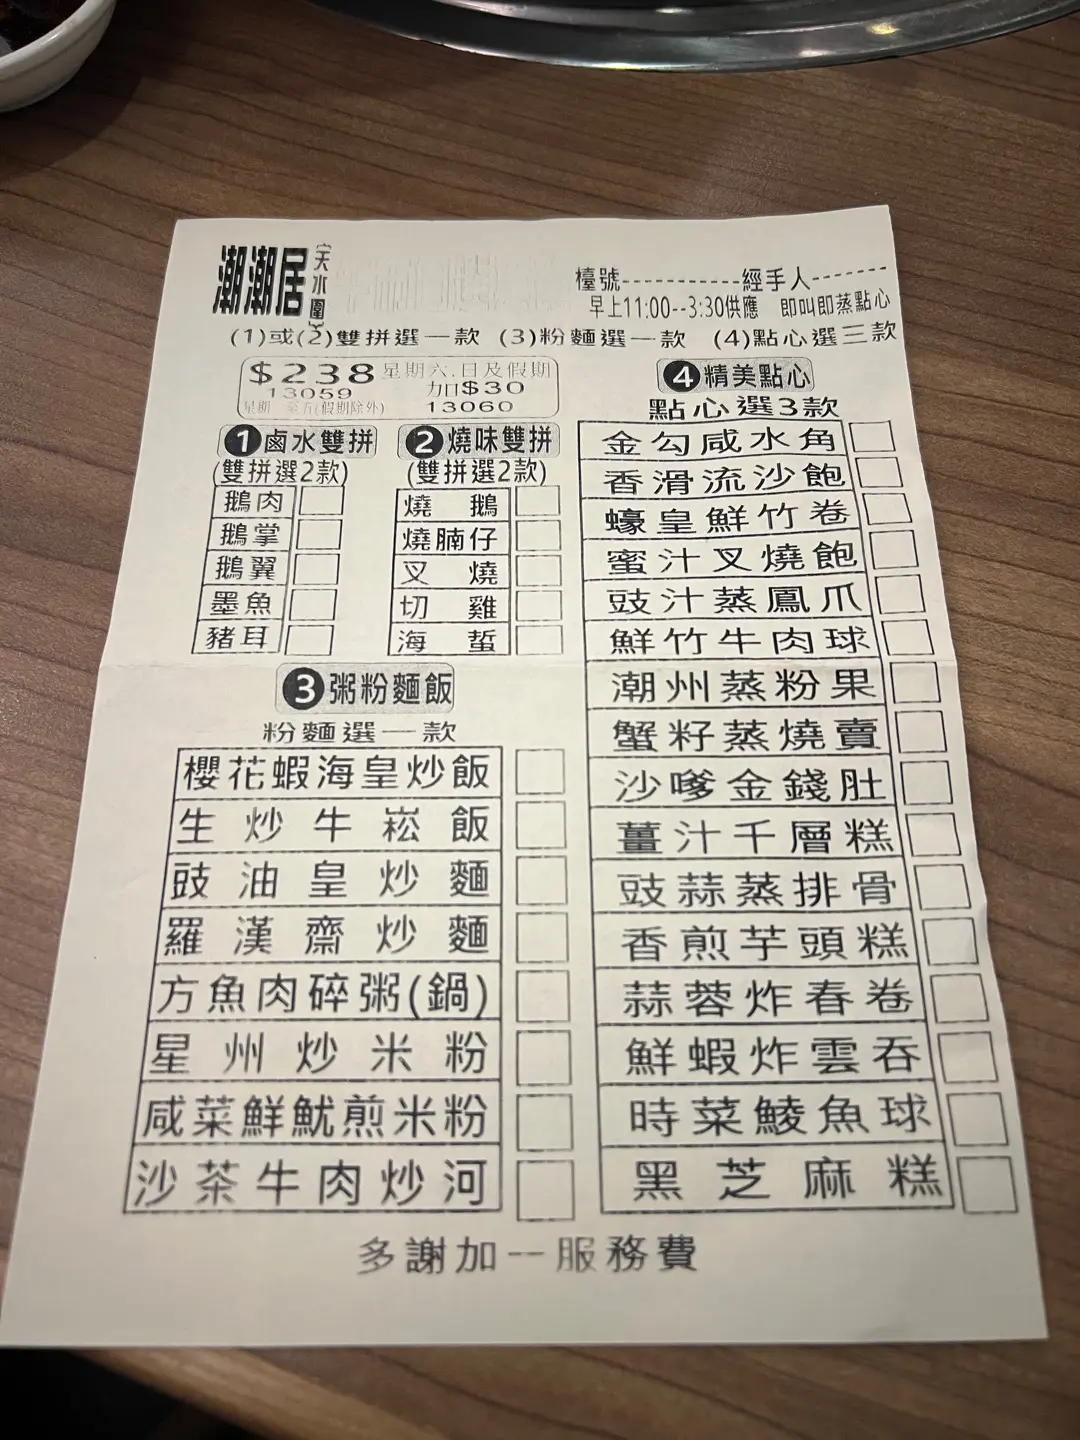 潮潮居
(天水圍)
檯號----------經手人-------
早上11:00--3:30供應 即叫即蒸點心
(1)或(2)雙拼選一款 (3)粉麵選一款 (4)點心選三款
$238
13059
星期一至五(假期除外)
星期六.日及假期
加$30
13060
1 鹵水雙拼
(雙拼選2款)
鵝肉
鵝掌
鵝翼
墨魚
豬耳
2 燒味雙拼
(雙拼選2款)
燒鵝
燒腩仔
叉燒
切雞
海蜇
3 粥粉麵飯
粉麵選一款
櫻花蝦海皇炒飯
生炒牛崧飯
豉油皇炒麵
羅漢齋炒麵
方魚肉碎粥(鍋)
星州炒米粉
咸菜鮮魷煎米粉
沙茶牛肉炒河
4 精美點心
點心選3款
金勾咸水角
香滑流沙飽
蠔皇鮮竹卷
蜜汁叉燒飽
豉汁蒸鳳爪
鮮竹牛肉球
潮州蒸粉果
蟹籽蒸燒賣
沙嗲金錢肚
薑汁千層糕
豉蒜蒸排骨
香煎芋頭糕
蒜蓉炸春卷
鮮蝦炸雲吞
時菜鯪魚球
黑芝麻糕
多謝加一服務費